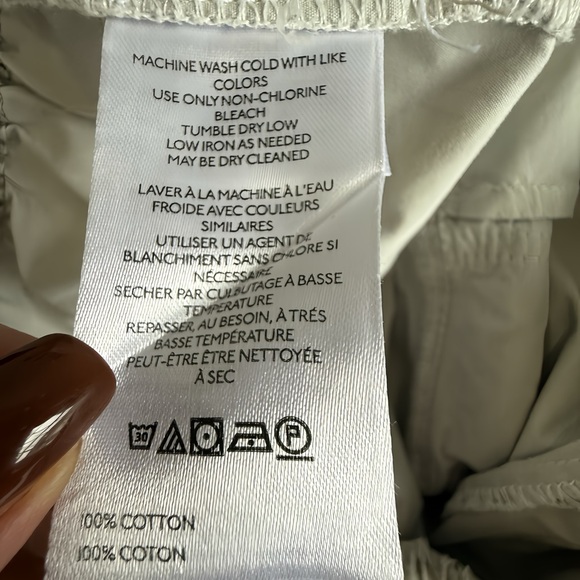 MACHINE WASH COLD WITH LIKE
COLORS
USE ONLY NON-CHLORINE
BLEACH
TUMBLE DRY LOW
LOW IRON AS NEEDED
MAY BE DRY CLEANED
LAVER À LA MACHINE À L'EAU
FROIDE AVEC COULEURS
SIMILAIRES
UTILISER UN AGENT DE
BLANCHIMENT SANS CHLORE SI
NÉCESSAIRE
SECHER PAR CULBUTAGE À BASSE
TEMPÉRATURE
REPASSER, AU BESOIN, À TRÉS
BASSE TEMPÉRATURE
PEUT-ÊTRE ÊTRE NETTOYÉE
À SEC
30 P
100% COTTON
100% COTON